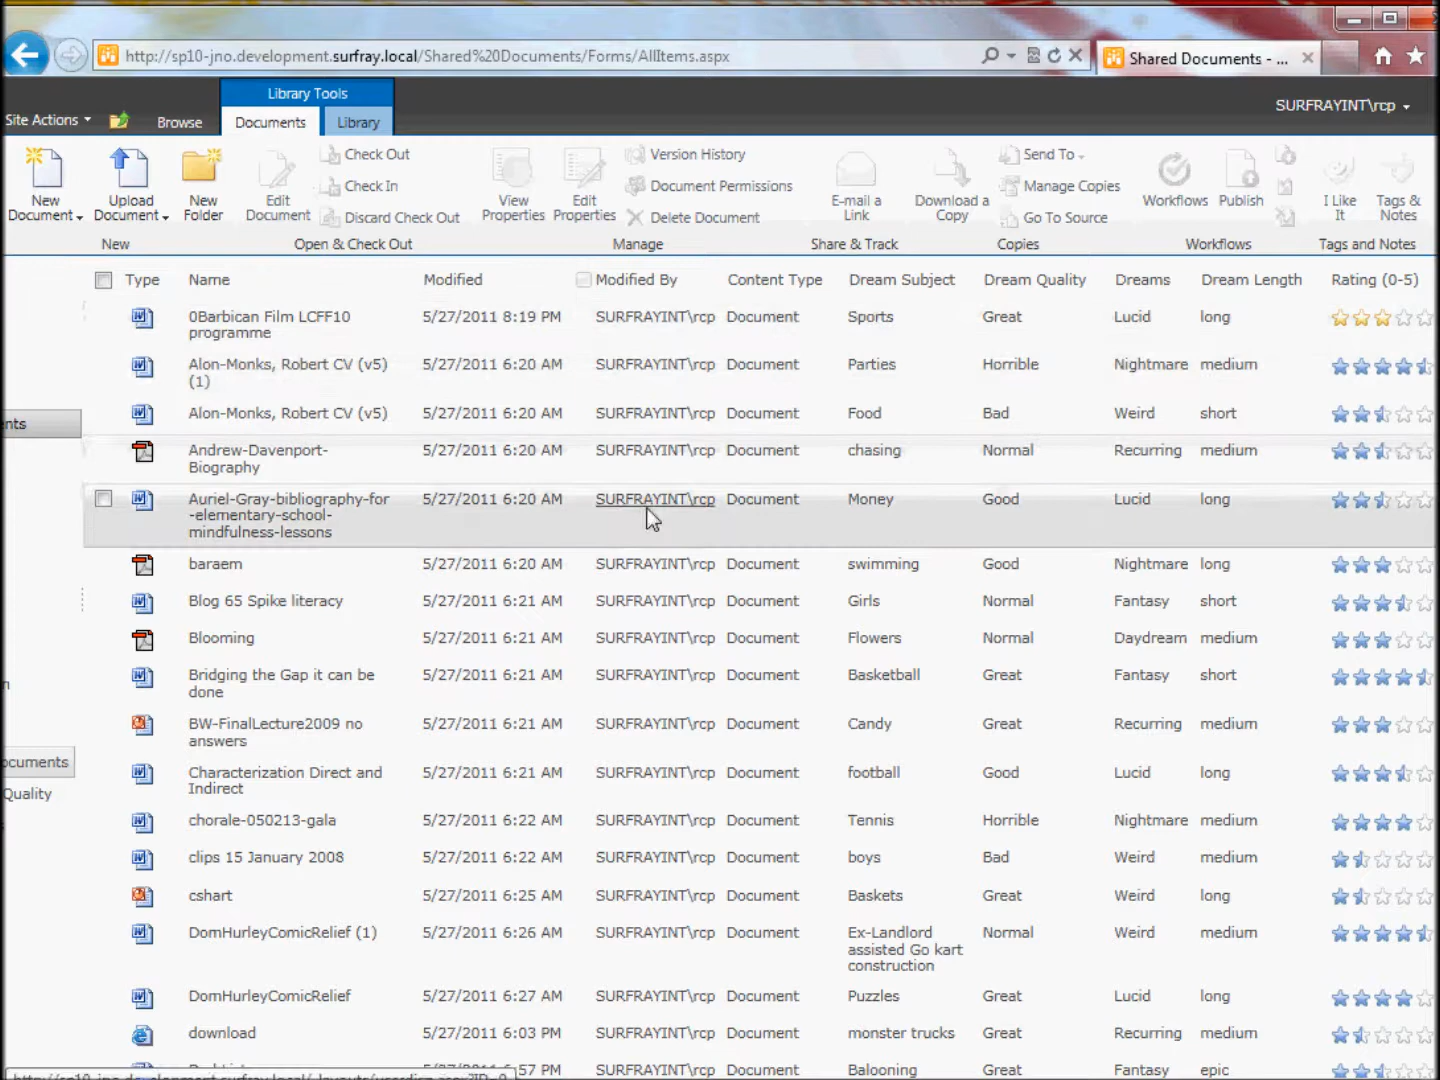 http://sp10-jno.development.surfray.local/Shared%20Documents/Forms/AllItems.aspx
Shared Documents - ...
Library Tools
SURFRAYINT\rcp
Site Actions
Browse
Documents
Library
New Document
Upload Document
New Folder
Edit Document
Check Out
Check In
Discard Check Out
View Properties
Edit Properties
Version History
Document Permissions
Delete Document
E-mail a Link
Download a Copy
Send To
Manage Copies
Go To Source
Workflows
Publish
I Like It
Tags & Notes
New
Open & Check Out
Manage
Share & Track
Copies
Workflows
Tags and Notes
Type Name Modified Modified By Content Type Dream Subject Dream Quality Dreams Dream Length Rating (0-5)
0Barbican Film LCFF10 programme 5/27/2011 8:19 PM SURFRAYINT\rcp Document Sports Great Lucid long
Alon-Monks, Robert CV (v5) (1) 5/27/2011 6:20 AM SURFRAYINT\rcp Document Parties Horrible Nightmare medium
Alon-Monks, Robert CV (v5) 5/27/2011 6:20 AM SURFRAYINT\rcp Document Food Bad Weird short
nts
Andrew-Davenport-Biography 5/27/2011 6:20 AM SURFRAYINT\rcp Document chasing Normal Recurring medium
Auriel-Gray-bibliography-for-elementary-school-mindfulness-lessons 5/27/2011 6:20 AM SURFRAYINT\rcp Document Money Good Lucid long
baraem 5/27/2011 6:20 AM SURFRAYINT\rcp Document swimming Good Nightmare long
Blog 65 Spike literacy 5/27/2011 6:21 AM SURFRAYINT\rcp Document Girls Normal Fantasy short
Blooming 5/27/2011 6:21 AM SURFRAYINT\rcp Document Flowers Normal Daydream medium
Bridging the Gap it can be done 5/27/2011 6:21 AM SURFRAYINT\rcp Document Basketball Great Fantasy short
n
BW-FinalLecture2009 no answers 5/27/2011 6:21 AM SURFRAYINT\rcp Document Candy Great Recurring medium
ocuments
Characterization Direct and Indirect 5/27/2011 6:21 AM SURFRAYINT\rcp Document football Good Lucid long
Quality
chorale-050213-gala 5/27/2011 6:22 AM SURFRAYINT\rcp Document Tennis Horrible Nightmare medium
clips 15 January 2008 5/27/2011 6:22 AM SURFRAYINT\rcp Document boys Bad Weird medium
cshart 5/27/2011 6:25 AM SURFRAYINT\rcp Document Baskets Great Weird long
DomHurleyComicRelief (1) 5/27/2011 6:26 AM SURFRAYINT\rcp Document Ex-Landlord assisted Go kart construction Normal Weird medium
DomHurleyComicRelief 5/27/2011 6:27 AM SURFRAYINT\rcp Document Puzzles Great Lucid long
download 5/27/2011 6:03 PM SURFRAYINT\rcp Document monster trucks Great Recurring medium
6:57 PM SURFRAYINT\rcp Document Balooning Great Fantasy epic